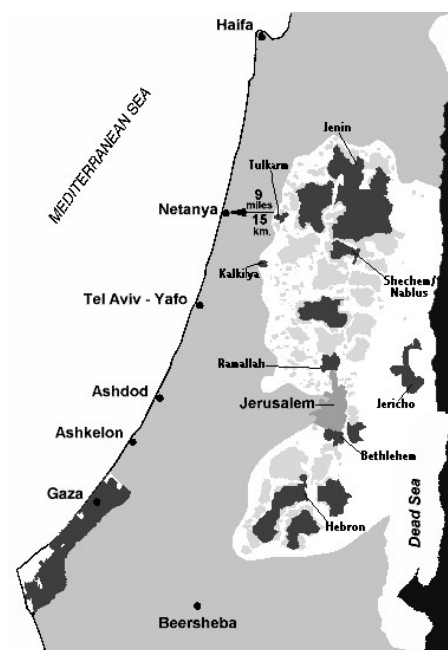 Haifa
MEDITERRANEAN SEA
Jenin
Tulkarm
9
miles
Netanya
15
km.
Kalkilya
Shechem/
Nablus
Tel Aviv - Yafo
Ramallah
Ashdod
Jerusalem
Jericho
Ashkelon
Bethlehem
Gaza
Dead Sea
Hebron
Beersheba